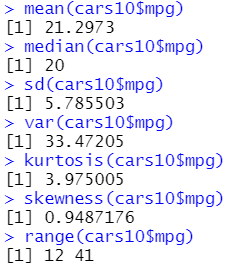 > mean(cars10$mpg)
[1] 21.2973
> median(cars10$mpg)
[1] 20
> sd(cars10$mpg)
[1] 5.785503
> var(cars10$mpg)
[1] 33.47205
> kurtosis(cars10$mpg)
[1] 3.975005
> skewness(cars10$mpg)
[1] 0.9487176
> range(cars10$mpg)
[1] 12 41